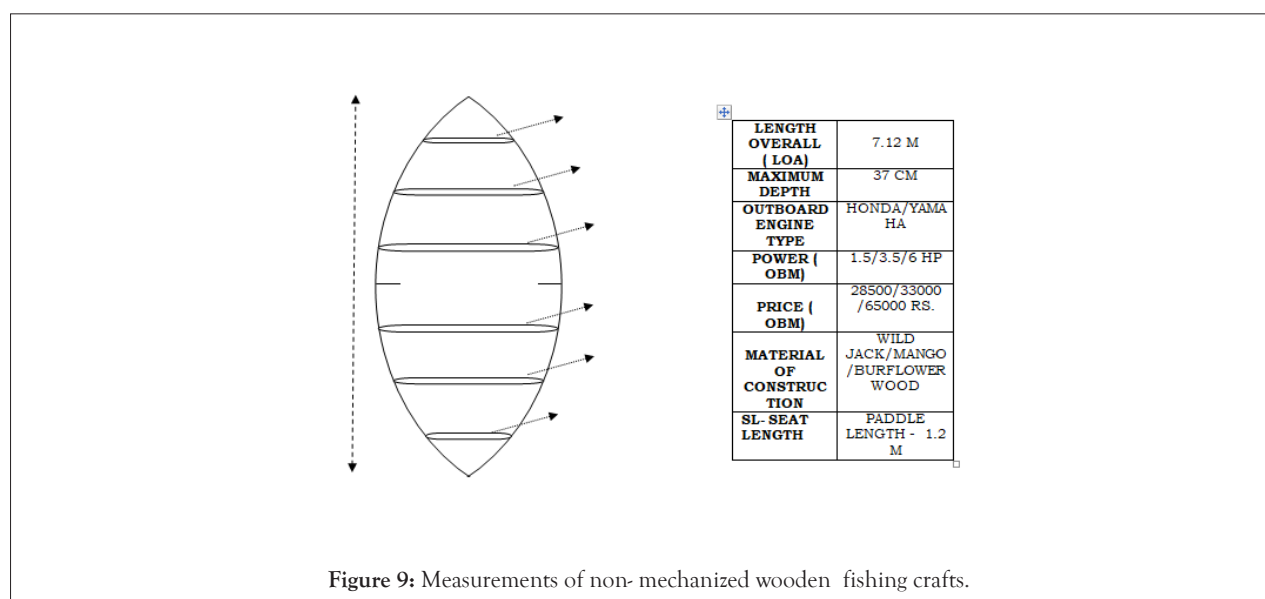 LENGTH
OVERALL
( LOA)
7.12 M
MAXIMUM
DEPTH
37 CM
OUTBOARD
ENGINE
TYPE
HONDA/YAMA
HA
POWER (
OBM)
1.5/3.5/6 HP
PRICE (
OBM)
28500/33000
/65000 RS.
MATERIAL
OF
CONSTRUC
TION
WILD
JACK/MANGO
/BURFLOWER
WOOD
SL- SEAT
LENGTH
PADDLE
LENGTH - 1.2
M
Figure 9: Measurements of non- mechanized wooden fishing crafts.